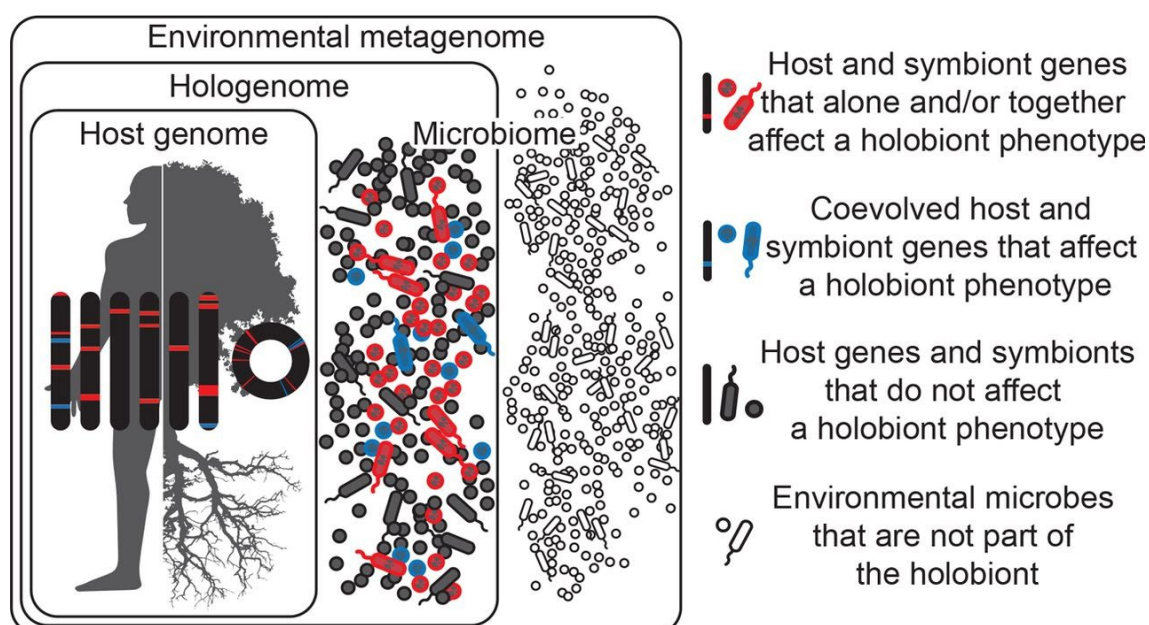 Environmental metagenome
Hologenome
Host genome
Microbiome
Host and symbiont genes
that alone and/or together
affect a holobiont phenotype
Coevolved host and
symbiont genes that affect
a holobiont phenotype
Host genes and symbionts
that do not affect
a holobiont phenotype
Environmental microbes
that are not part of
the holobiont